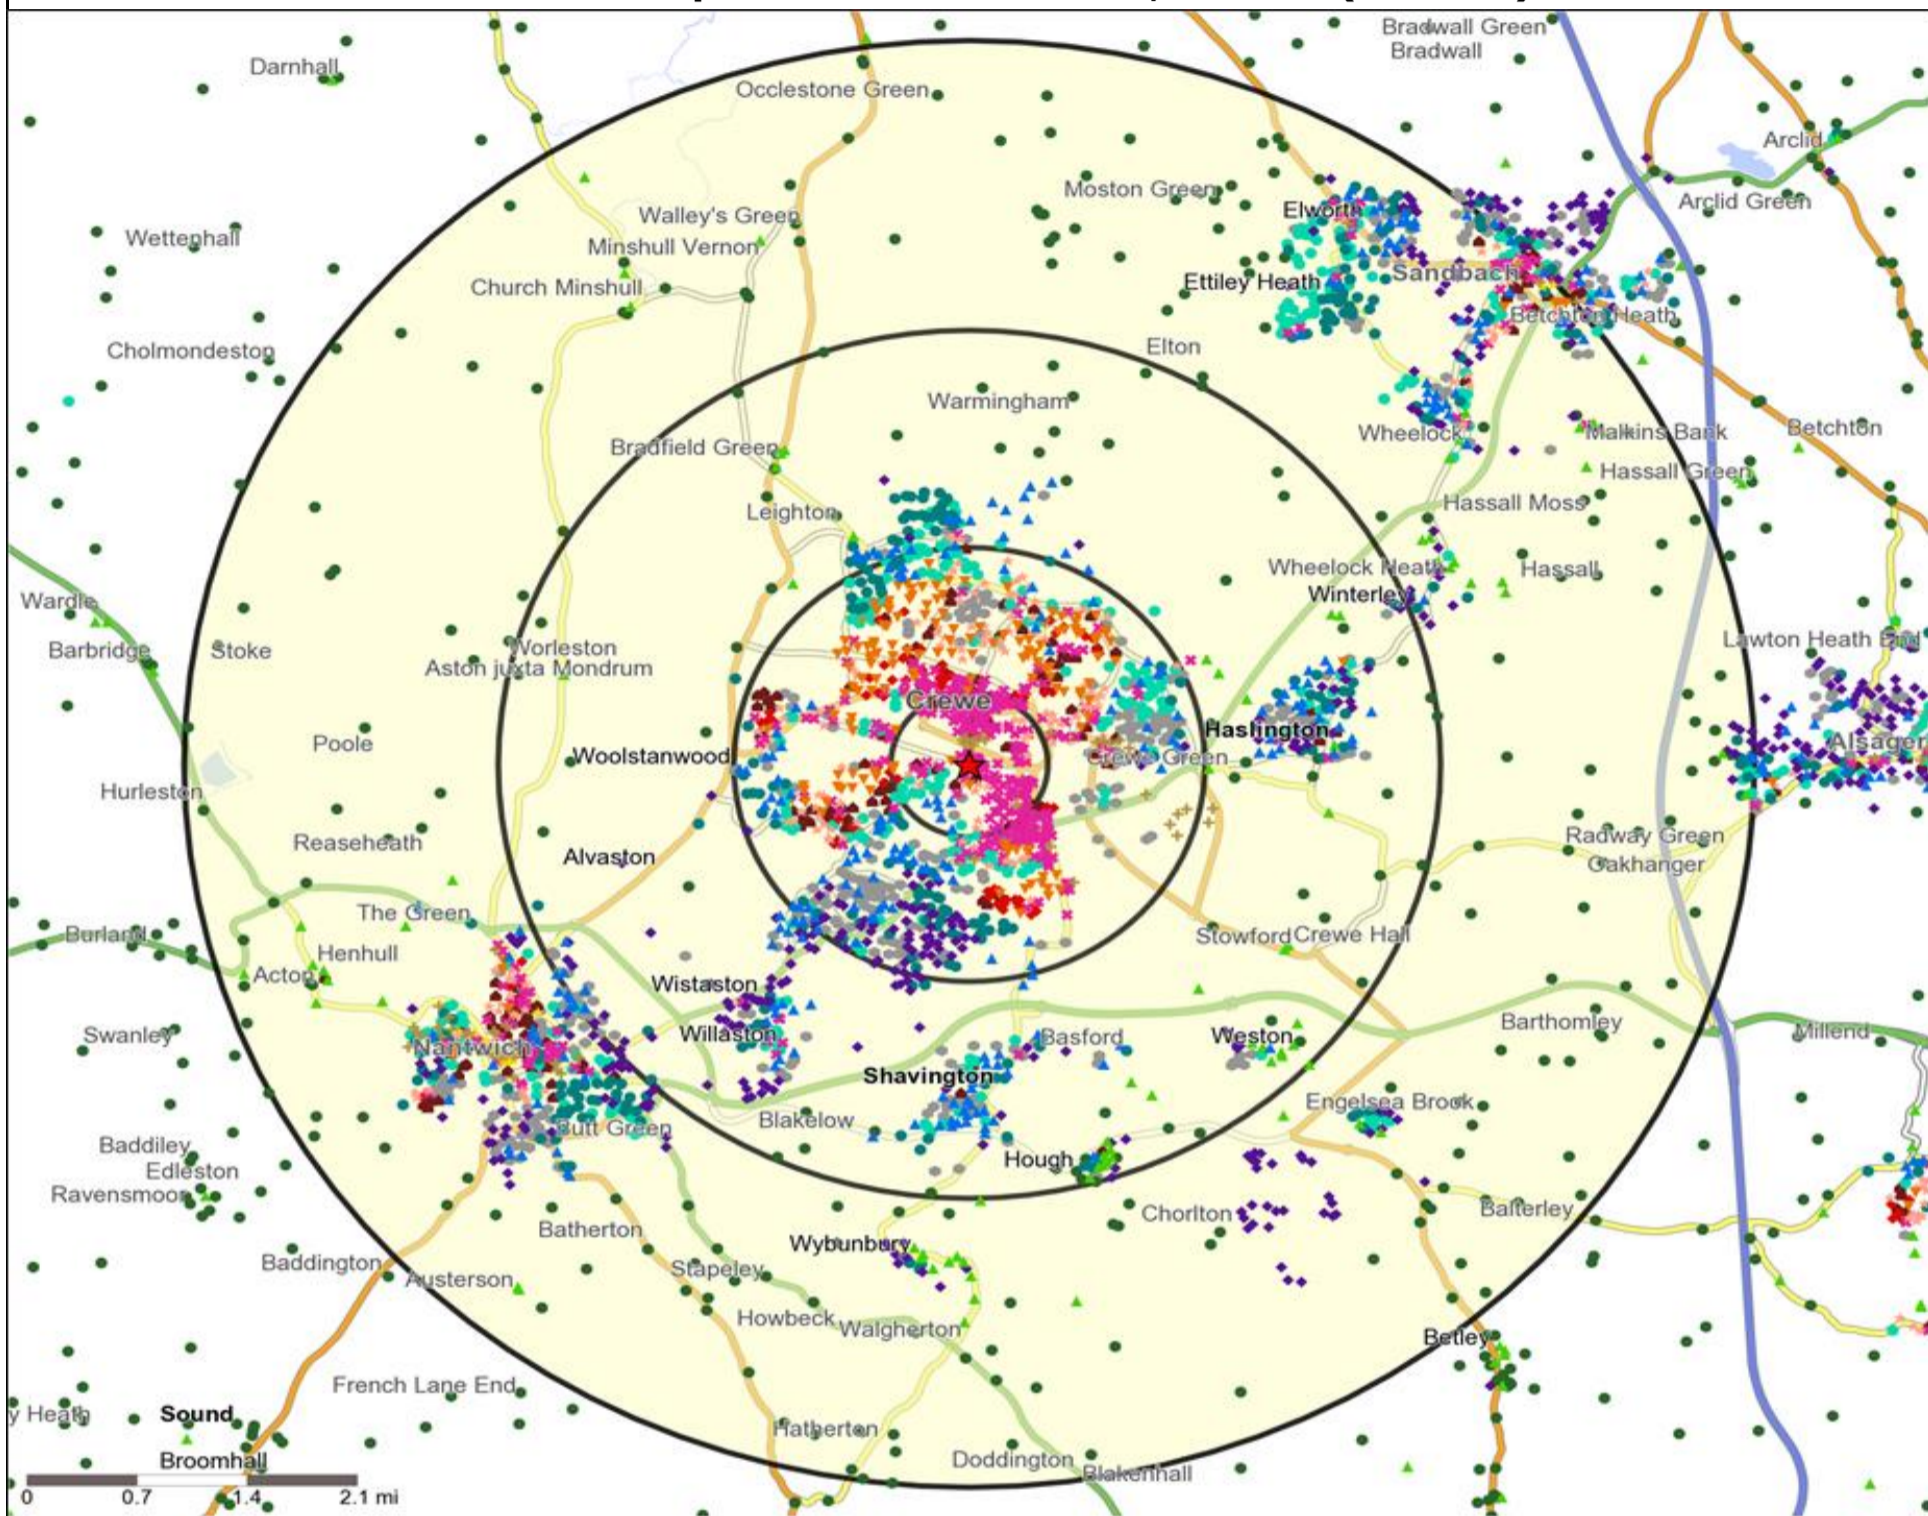 Bradwall Green
Bradwall
Darnhall
Occlestone Green
Arclid
Moston Green
Elworth
Arclid Green
Walley's Green
Wettenhall
Minshull Vernon
Sandbach
Church Minshull
Ettiley Heath
Betchton Heath
Cholmondeston
Elton
Warmingham
Wheelock
Malkins Bank
Betchton
Bradfield Green
Hassall Green
Leighton
Hassall Moss
Wheelock Heath
Hassall
Wardle
Winterley
Barbridge
Stoke
Worleston
Lawton Heath End
Aston juxta Mondrum
Crewe
Poole
Haslington
Alsager
Woolstanwood
Crewe Green
Hurleston
Radway Green
Reaseheath
Alvaston
Oakhanger
The Green
Burland
Stowford
Crewe Hall
Henhull
Acton
Wistaston
Swanley
Willaston
Basford
Weston
Barthomley
Millend
Nantwich
Shavington
Blakelow
Engelsea Brook
Butt Green
Baddiley
Edleston
Hough
Ravensmoor
Chorlton
Balterley
Batherton
Wybunbury
Baddington
Austerson
Stapeley
Howbeck
Walgherton
Betley
French Lane End
y Heath
Sound
Hatherton
Broomhall
Doddington
Blakenhall
0 0.7 1.4 2.1 mi